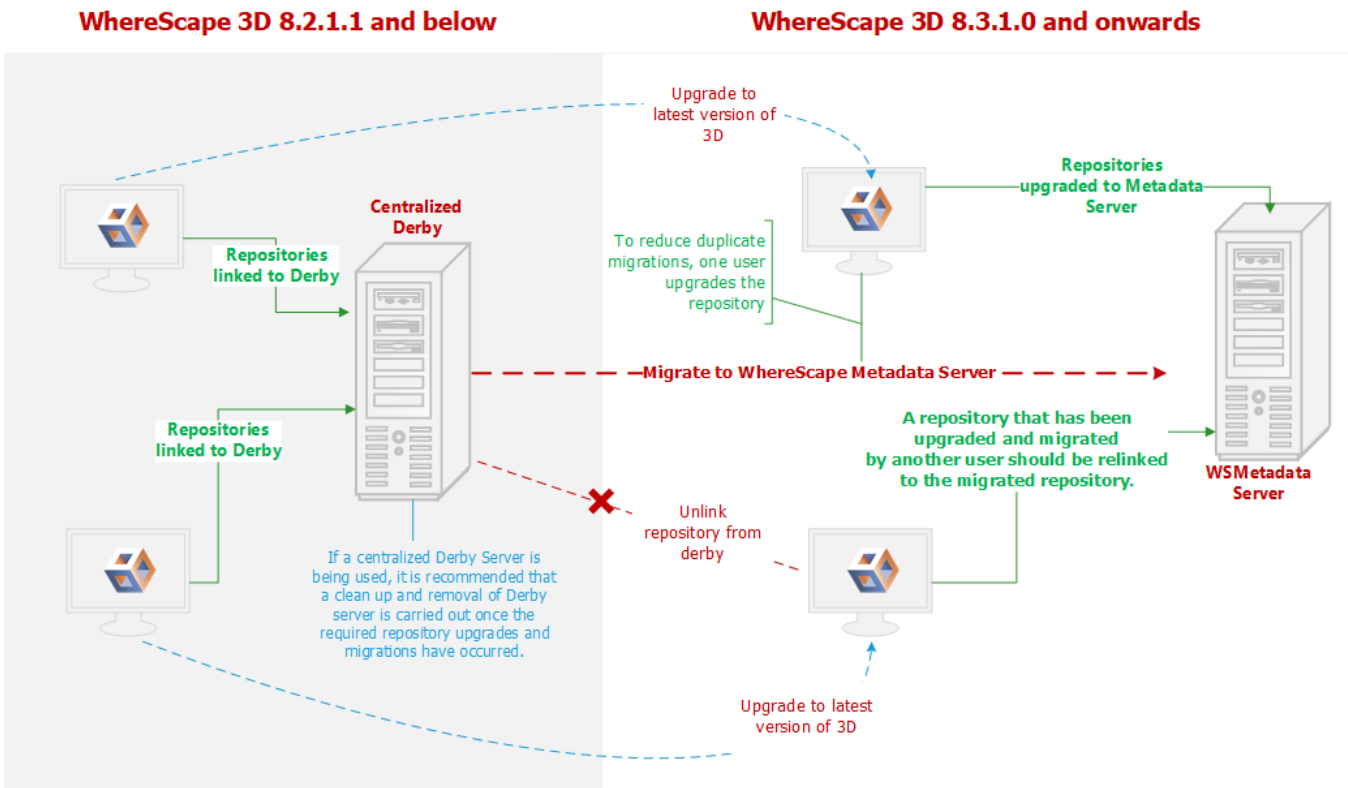 WhereScape 3D 8.2.1.1 and below
WhereScape 3D 8.3.1.0 and onwards
Upgrade to
latest version of
3D
Repositories
upgraded to Metadata
Server
Centralized
Derby
Repositories
linked to Derby
To reduce duplicate
migrations, one user
upgrades the
repository
Migrate to WhereScape Metadata Server
Repositories
linked to Derby
A repository that has been
upgraded and migrated
by another user should be relinked
to the migrated repository.
WSMetadata
Server
Unlink
repository from
derby
If a centralized Derby Server is
being used, it is recommended that
a clean up and removal of Derby
server is carried out once the
required repository upgrades and
migrations have occurred.
Upgrade to latest
version of 3D